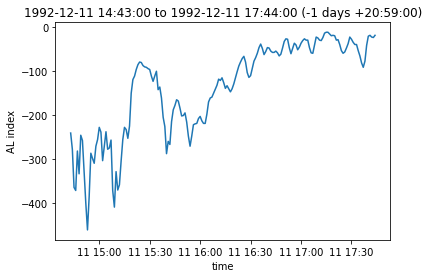 1992-12-11 14:43:00 to 1992-12-11 17:44:00 (-1 days +20:59:00)
0
−100
−200
−300
−400
AL index
11 15:00 11 15:30 11 16:00 11 16:30 11 17:00 11 17:30
time